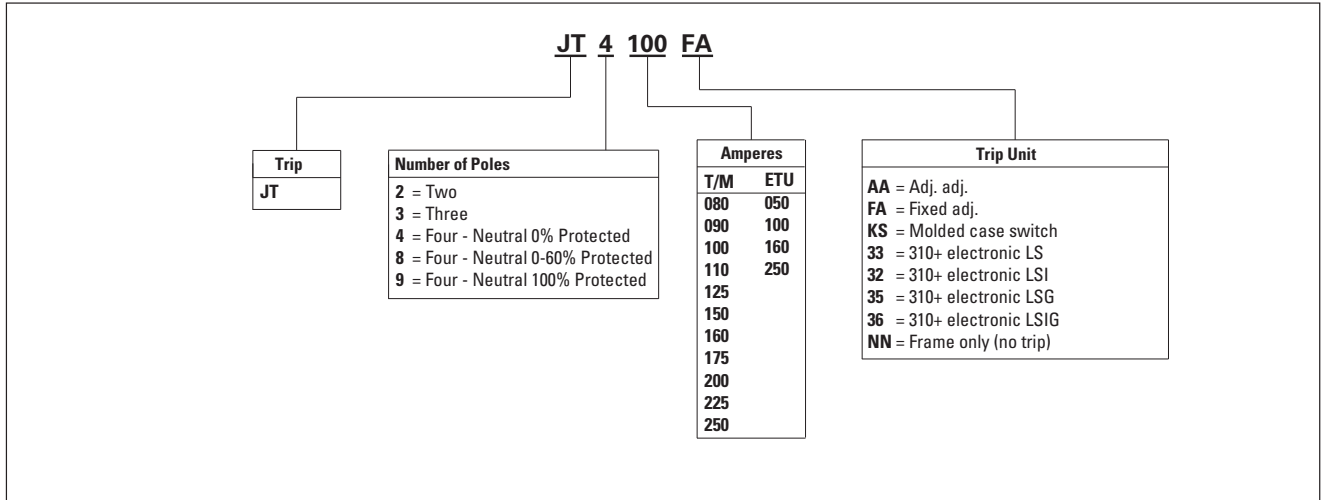 JT 4 100 FA
Trip
JT
Number of Poles
2 = Two
3 = Three
4 = Four - Neutral 0% Protected
8 = Four - Neutral 0-60% Protected
9 = Four - Neutral 100% Protected
Amperes
T/M ETU
080 050
090 100
100 160
110 250
125
150
160
175
200
225
250
Trip Unit
AA = Adj. adj.
FA = Fixed adj.
KS = Molded case switch
33 = 310+ electronic LS
32 = 310+ electronic LSI
35 = 310+ electronic LSG
36 = 310+ electronic LSIG
NN = Frame only (no trip)